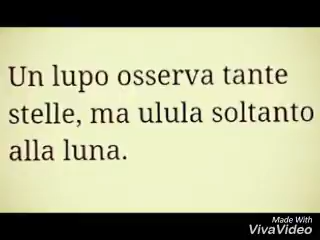 Un lupo osserva tante
stelle, ma ulula soltanto
alla luna.
Made With
VivaVideo